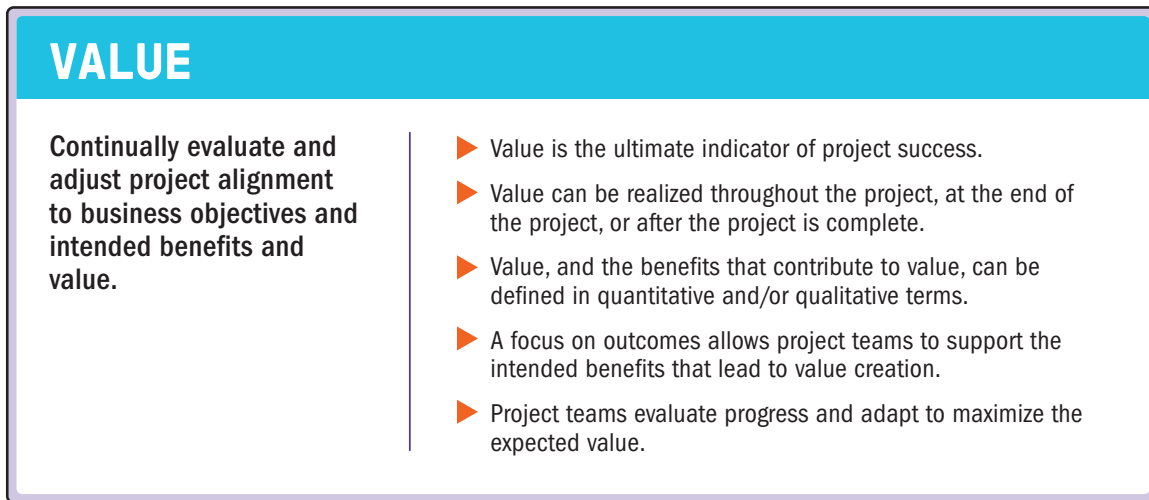 VALUE
Continually evaluate and
adjust project alignment
to business objectives and
intended benefits and
value.
Value is the ultimate indicator of project success.
Value can be realized throughout the project, at the end of
the project, or after the project is complete.
Value, and the benefits that contribute to value, can be
defined in quantitative and/or qualitative terms.
A focus on outcomes allows project teams to support the
intended benefits that lead to value creation.
Project teams evaluate progress and adapt to maximize the
expected value.